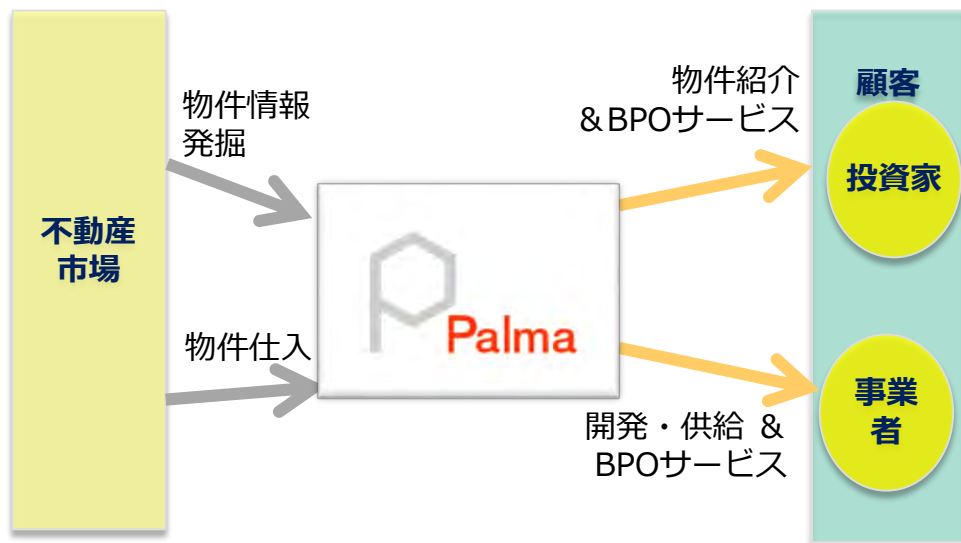 不動産
市場
物件情報
発掘
物件仕入
Palma
物件紹介
＆BPOサービス
開発・供給 ＆
BPOサービス
顧客
投資家
事業
者